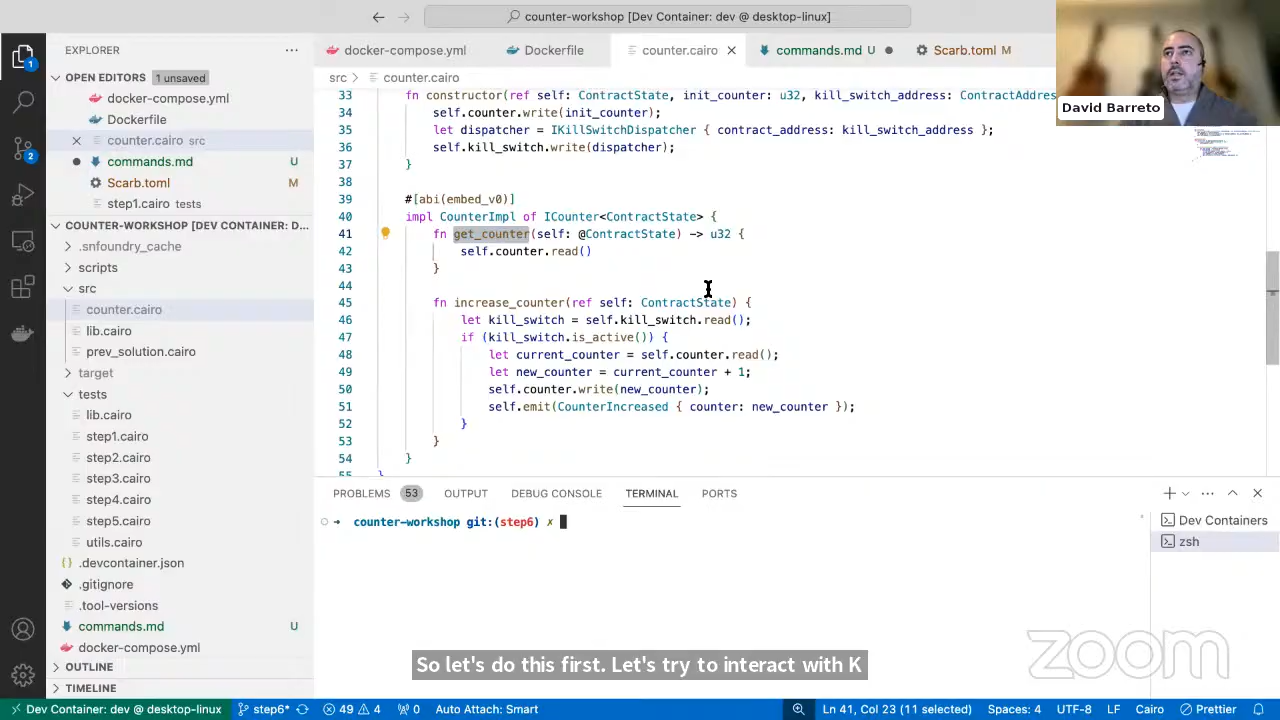 counter-workshop [Dev Container: dev @ desktop-linux]
EXPLORER
OPEN EDITORS 1 unsaved
docker-compose.yml
Dockerfile
counter.cairo src
commands.md U
Scarb.toml M
step1.cairo tests
COUNTER-WORKSHOP [DEV CONTAINER: D...
.snfoundry_cache
scripts
src
counter.cairo
lib.cairo
prev_solution.cairo
target
tests
lib.cairo
step1.cairo
step2.cairo
step3.cairo
step4.cairo
step5.cairo
utils.cairo
.devcontainer.json
.gitignore
.tool-versions
commands.md U
docker-compose.yml
OUTLINE
TIMELINE
1
2
docker-compose.yml Dockerfile counter.cairo commands.md U Scarb.toml M
src > counter.cairo
33 fn constructor(ref self: ContractState, init_counter: u32, kill_switch_address: ContractAddres
34 self.counter.write(init_counter);
35 let dispatcher = IKillSwitchDispatcher { contract_address: kill_switch_address };
36 self.kill_Switch.write(dispatcher);
37 }
38
39 #[abi(embed_v0)]
40 impl CounterImpl of ICounter<ContractState> {
41 fn get_counter(self: @ContractState) -> u32 {
42 self.counter.read()
43 }
44
45 fn increase_counter(ref self: ContractState) {
46 let kill_switch = self.kill_switch.read();
47 if (kill_switch.is_active()) {
48 let current_counter = self.counter.read();
49 let new_counter = current_counter + 1;
50 self.counter.write(new_counter);
51 self.emit(CounterIncreased { counter: new_counter });
52 }
53 }
54 }
55 }
David Barreto
PROBLEMS 53 OUTPUT DEBUG CONSOLE TERMINAL PORTS
counter-workshop git:(step6) ✗
Dev Containers
zsh
So let's do this first. Let's try to interact with K
zoom
Dev Container: dev @ desktop-linux step6* 49 4 0 Auto Attach: Smart Ln 41, Col 23 (11 selected) Spaces: 4 UTF-8 LF Cairo Prettier